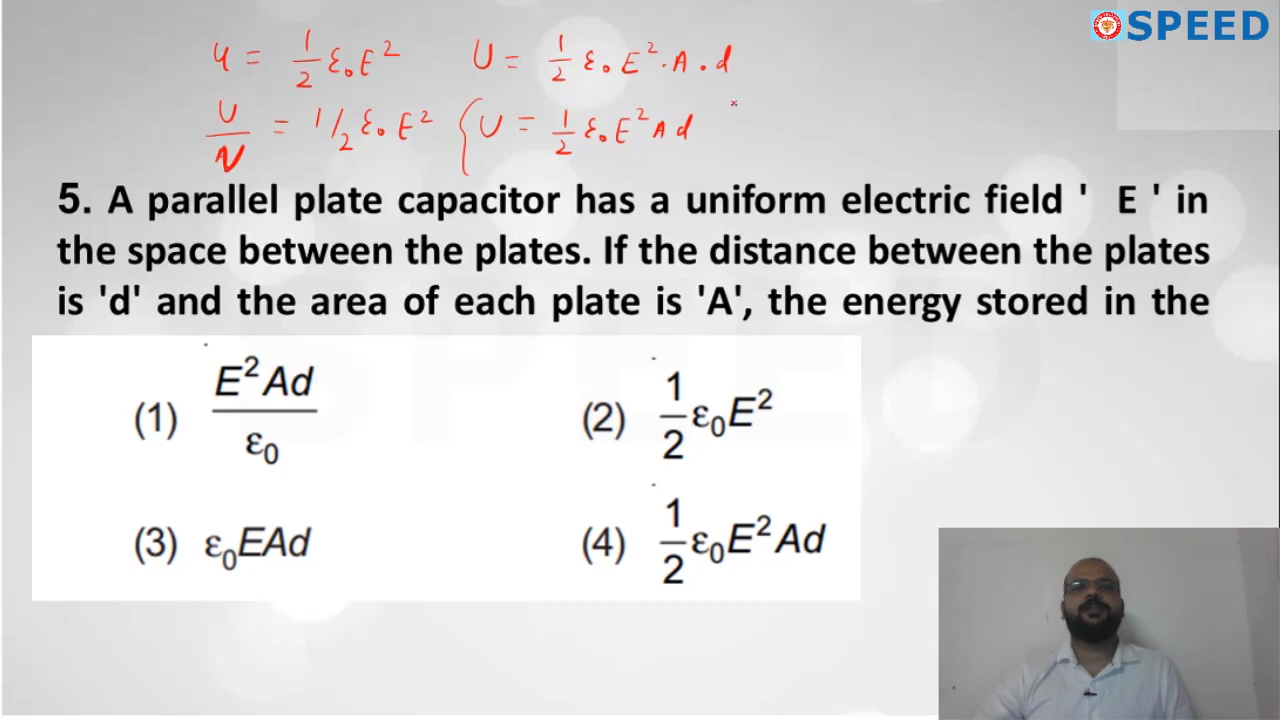 SPEED
u = 1/2 ε₀E² U = 1/2 ε₀ E² . A . d
U/V = 1/2 ε₀E² { U = 1/2 ε₀E²Ad
5. A parallel plate capacitor has a uniform electric field ' E ' in
the space between the plates. If the distance between the plates
is 'd' and the area of each plate is 'A', the energy stored in the
(1) E²Ad/ε₀ (2) 1/2 ε₀E²
(3) ε₀EAd (4) 1/2 ε₀E²Ad